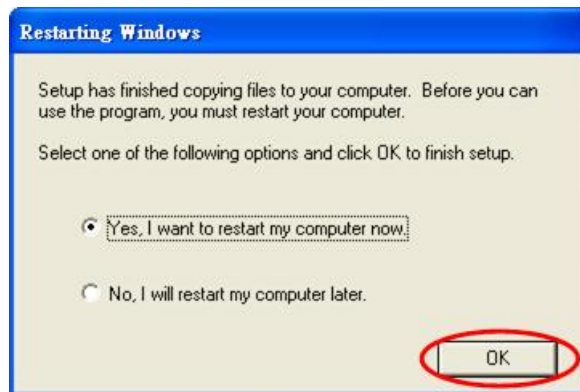 Restarting Windows
Setup has finished copying files to your computer.  Before you can
use the program, you must restart your computer.
Select one of the following options and click OK to finish setup.
Yes, I want to restart my computer now.
No, I will restart my computer later.
OK